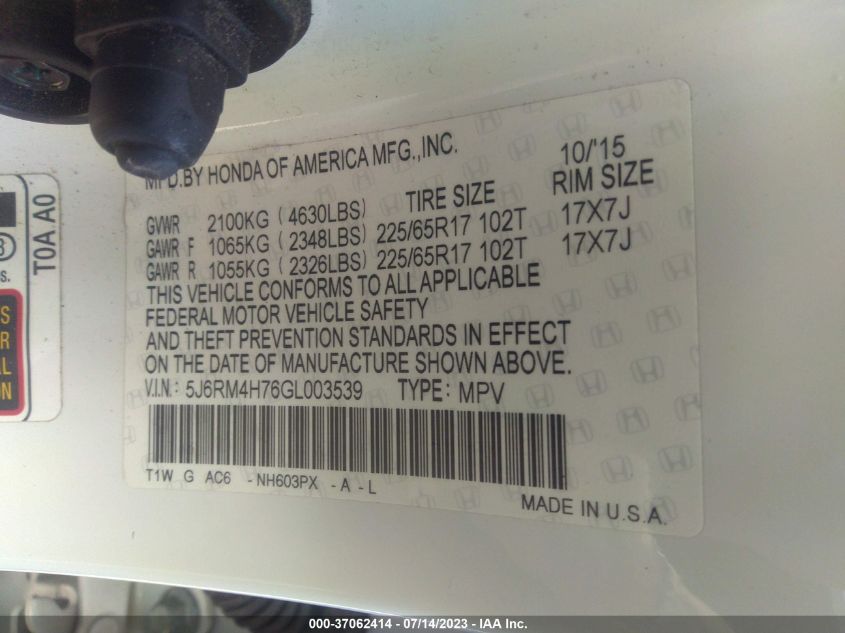 MFD.BY HONDA OF AMERICA MFG.,INC. 10/'15
TIRE SIZE RIM SIZE
GVWR 2100KG (4630LBS)
GAWR F 1065KG (2348LBS) 225/65R17 102T 17X7J
GAWR R 1055KG (2326LBS) 225/65R17 102T 17X7J
THIS VEHICLE CONFORMS TO ALL APPLICABLE
FEDERAL MOTOR VEHICLE SAFETY
AND THEFT PREVENTION STANDARDS IN EFFECT
ON THE DATE OF MANUFACTURE SHOWN ABOVE.
V.I.N.: 5J6RM4H76GL003539 TYPE: MPV
T1W G AC6 -NH603PX -A-L
MADE IN U.S.A.
T0A A0
000-37062414 - 07/14/2023 - IAA Inc.